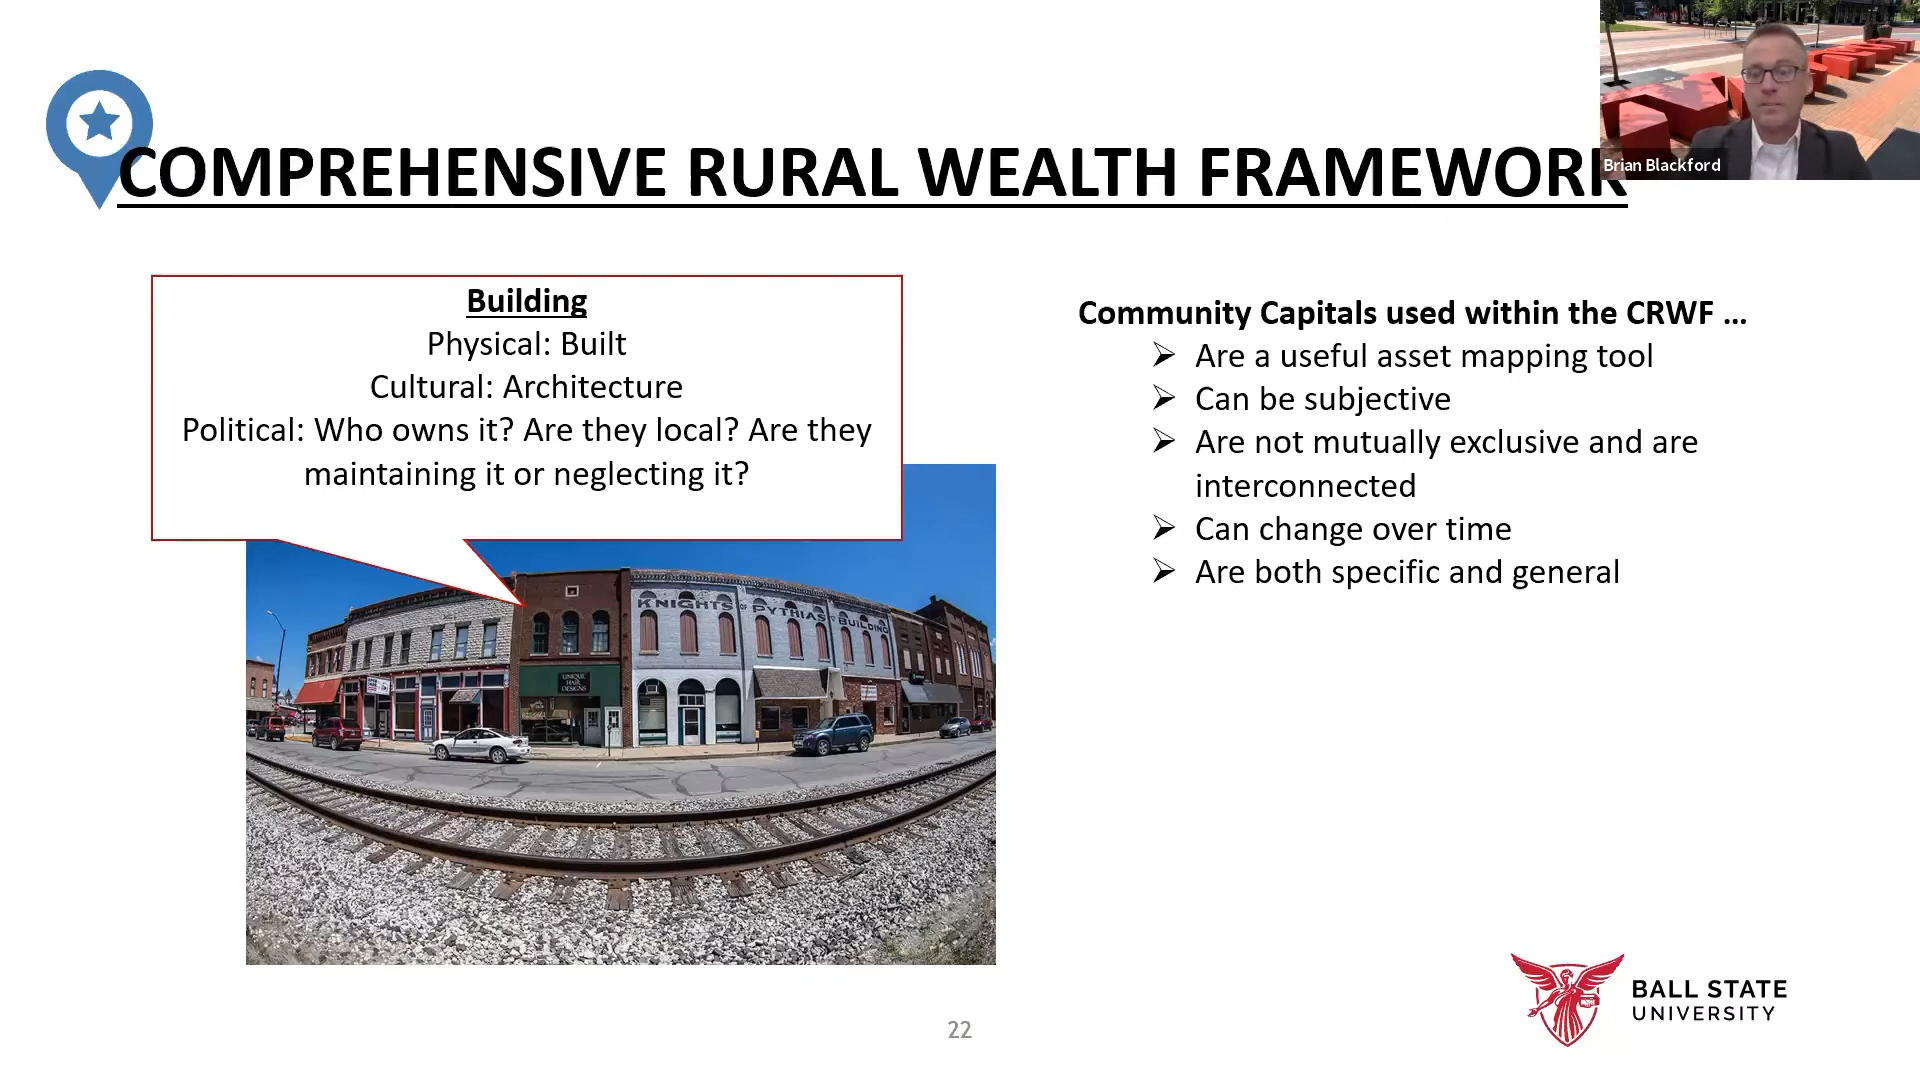 COMPREHENSIVE RURAL WEALTH FRAMEWORK
Brian Blackford
Building
Physical: Built
Cultural: Architecture
Political: Who owns it? Are they local? Are they
maintaining it or neglecting it?
Community Capitals used within the CRWF ...
➢ Are a useful asset mapping tool
➢ Can be subjective
➢ Are not mutually exclusive and are
interconnected
➢ Can change over time
➢ Are both specific and general
KNIGHTS OF PYTHIAS BUILDING
UNIQUE
HAIR
DESIGNS
BALL STATE
UNIVERSITY
22